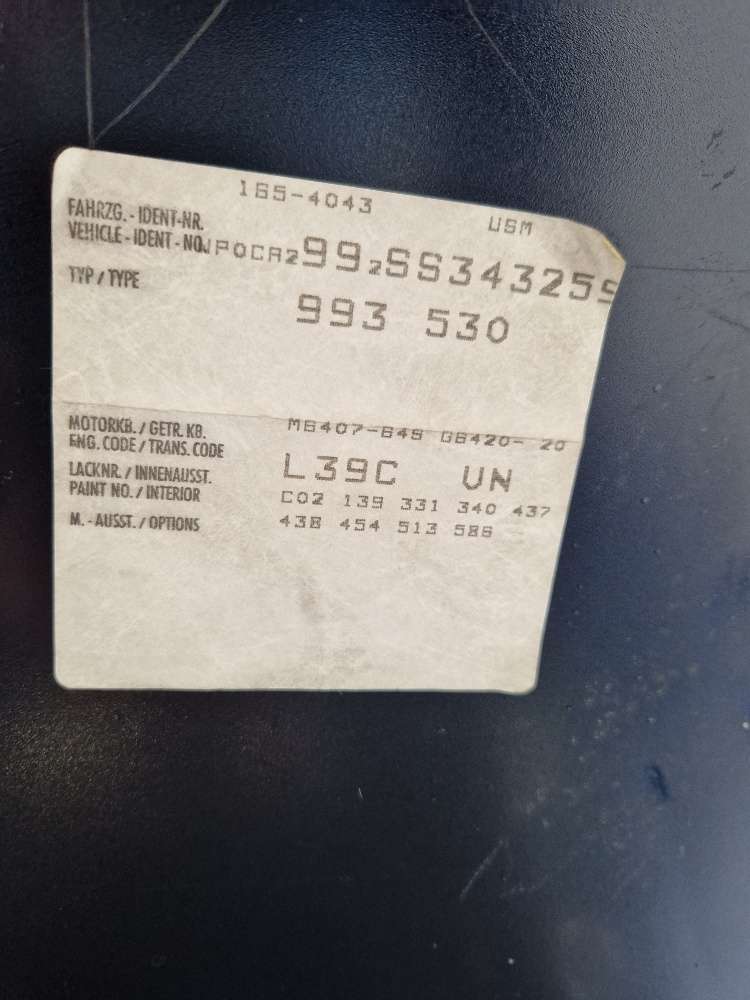 165-4043 USM
FAHRZG. - IDENT-NR.
VEHICLE - IDENT - NO. WP0CA2992SS343259
TYP / TYPE 993 530
MOTORKB. / GETR. KB. M6407-64S G6420- 20
ENG. CODE / TRANS. CODE
LACKNR. / INNENAUSST. L39C UN
PAINT NO. / INTERIOR C02 139 331 340 437
M. - AUSST. / OPTIONS 438 454 513 586